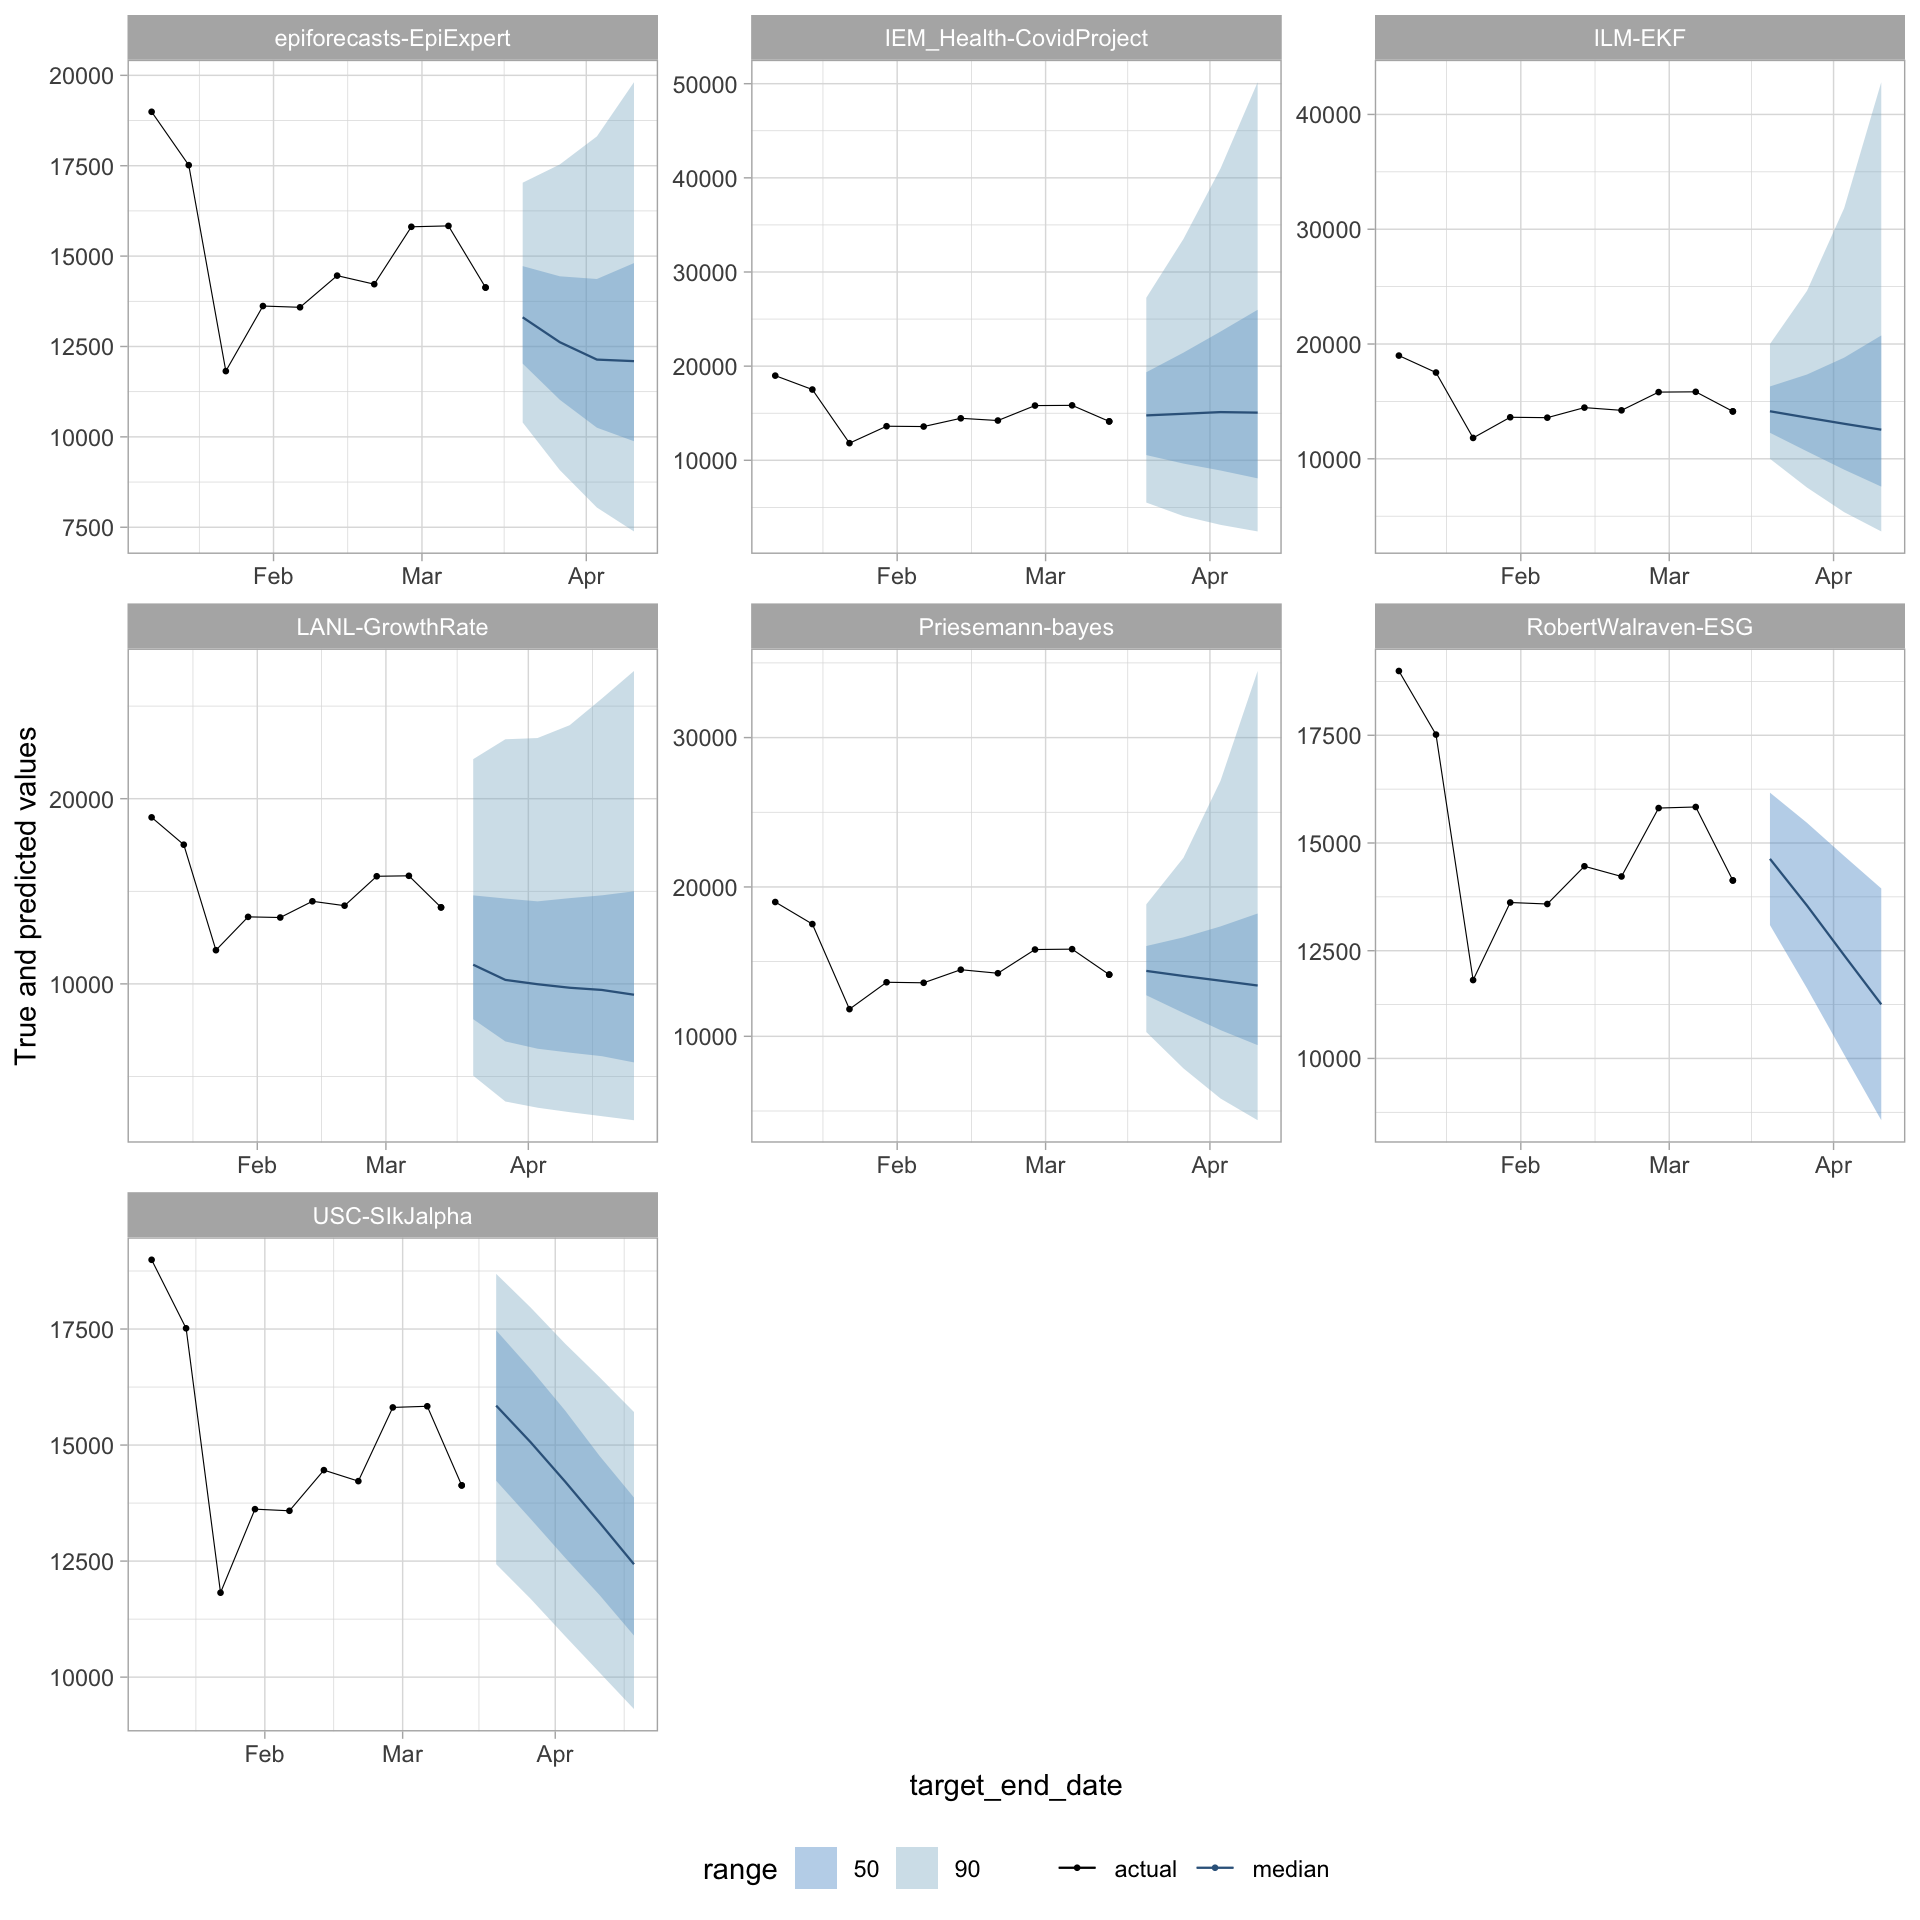 epiforecasts-EpiExpert
IEM_Health-CovidProject
ILM-EKF
20000
17500
15000
12500
10000
7500
50000
40000
30000
20000
10000
40000
30000
20000
10000
Feb Mar Apr
Feb Mar Apr
Feb Mar Apr
LANL-GrowthRate
Priesemann-bayes
RobertWalraven-ESG
True and predicted values
20000
10000
30000
20000
10000
17500
15000
12500
10000
Feb Mar Apr
Feb Mar Apr
Feb Mar Apr
USC-SIkJalpha
17500
15000
12500
10000
Feb Mar Apr
target_end_date
range 50 90 actual median